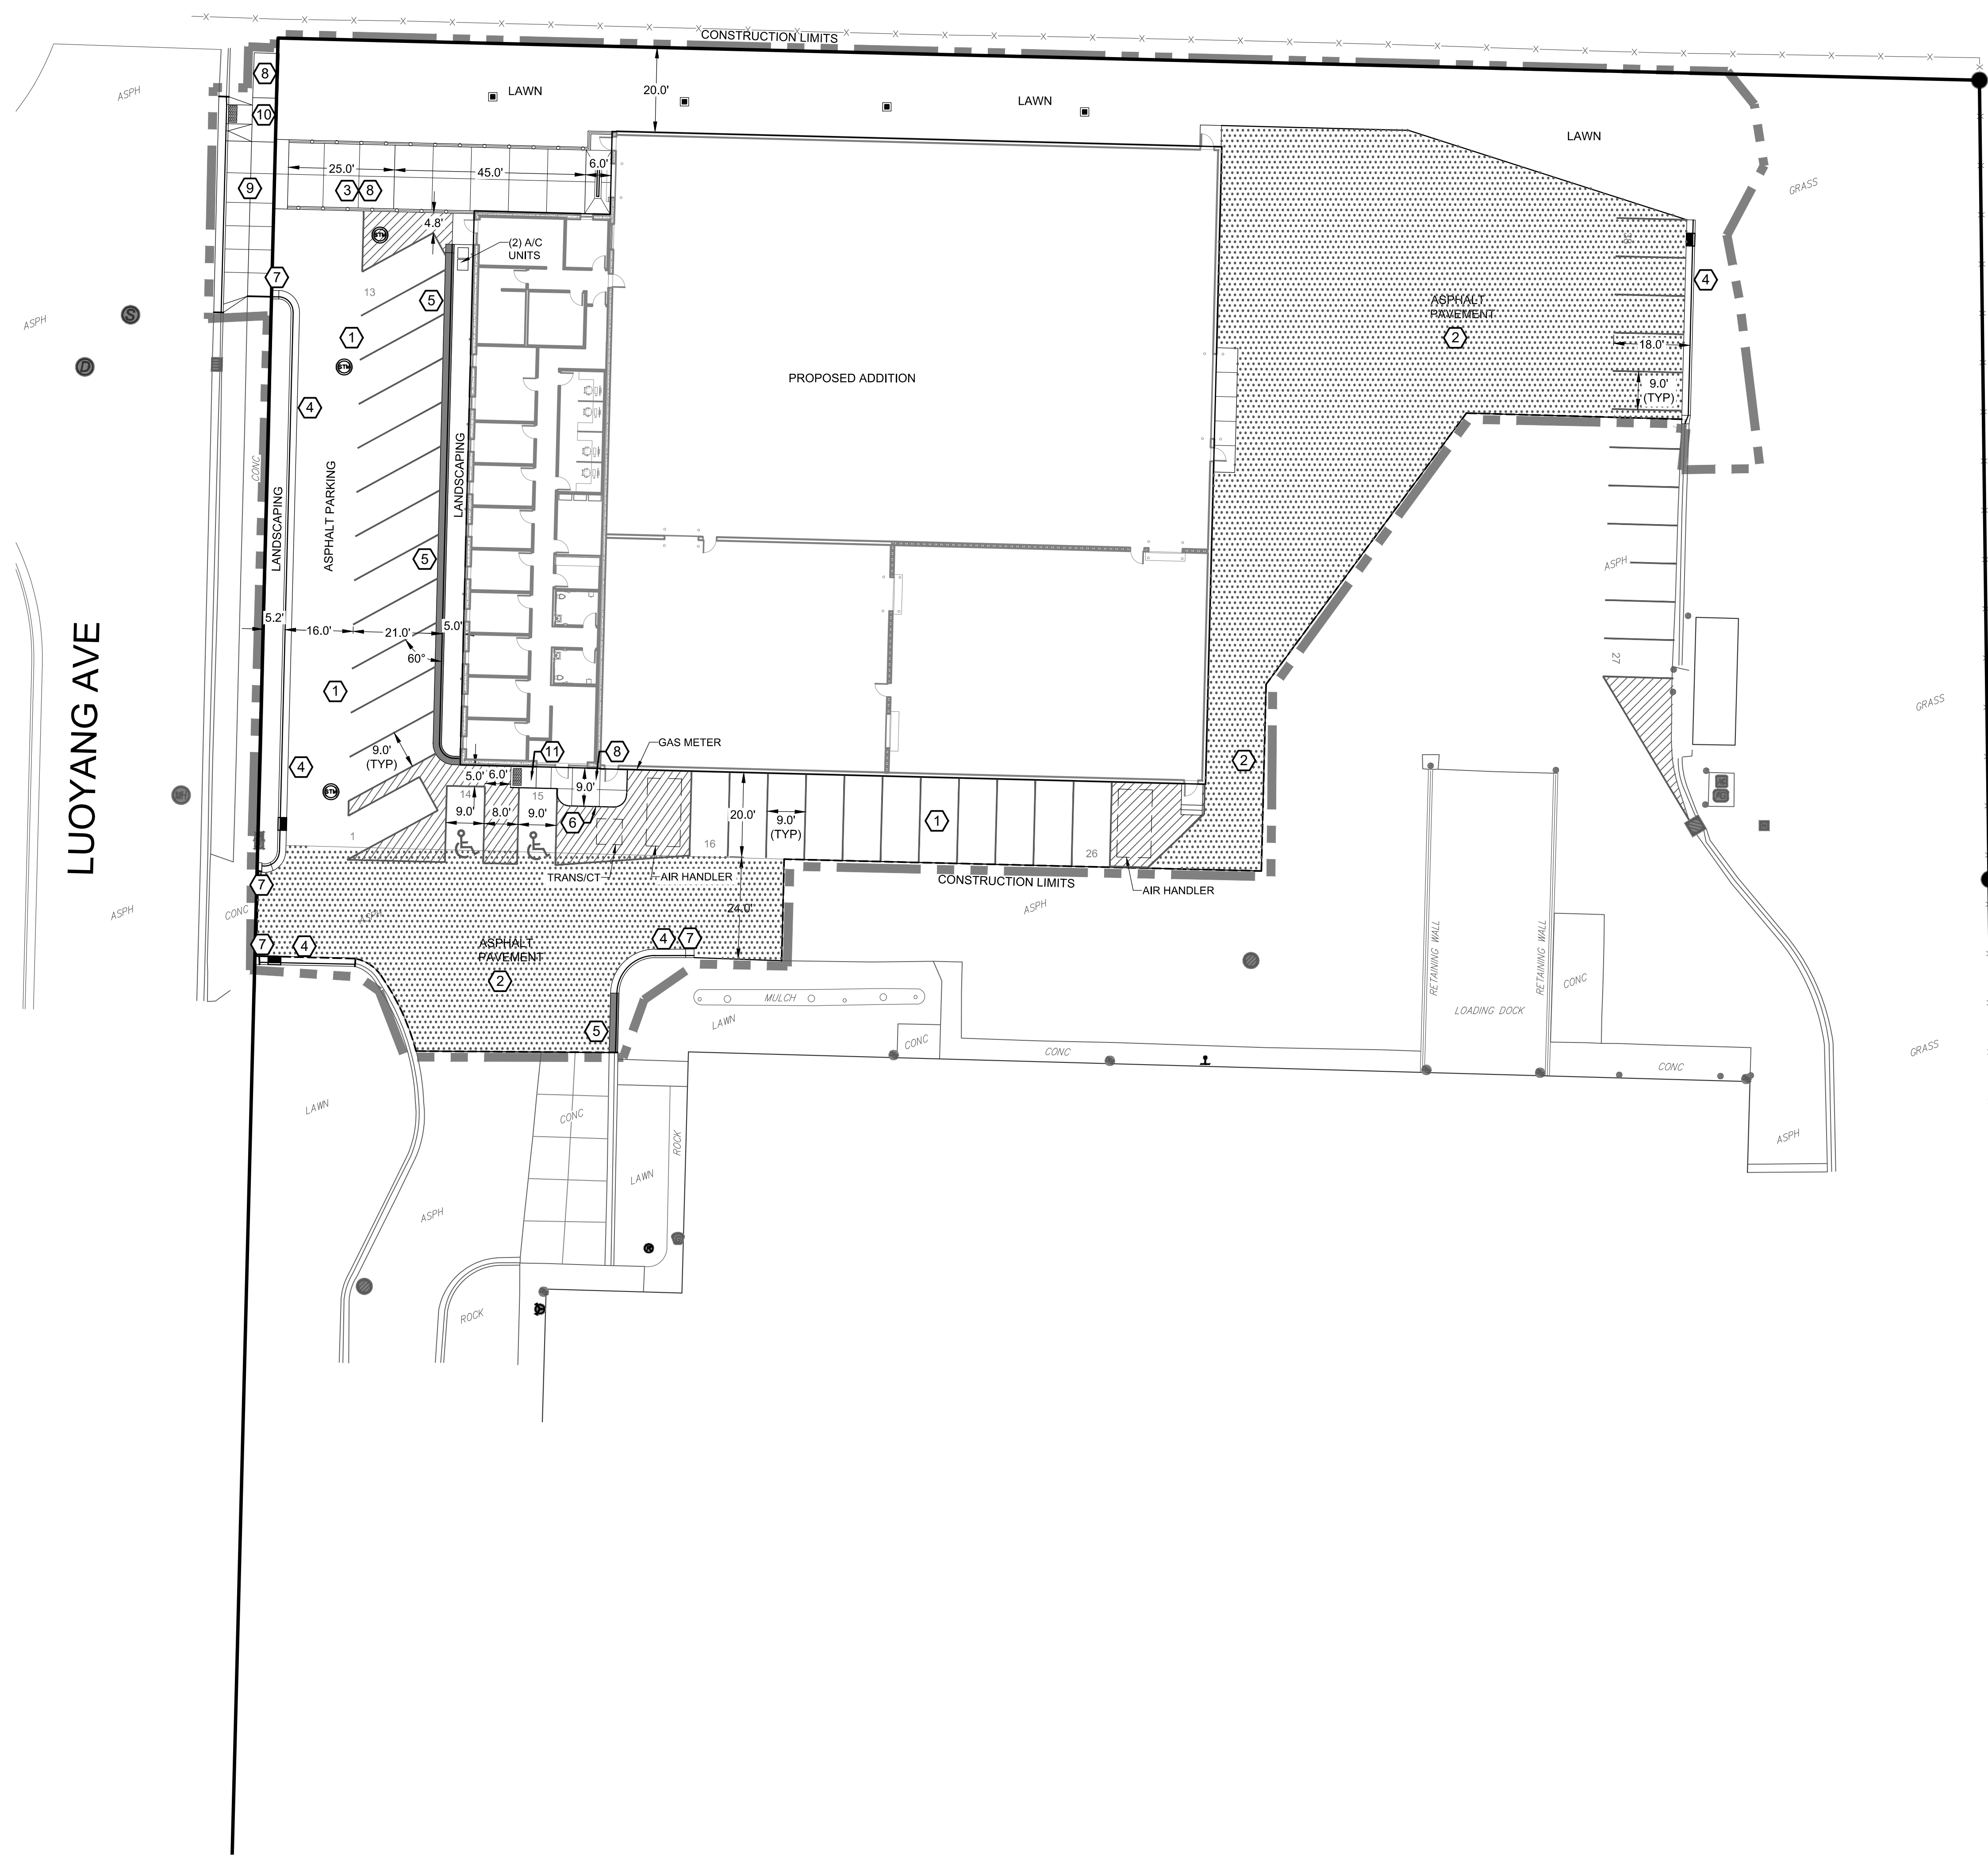 CONSTRUCTION LIMITS
8
LAWN
20.0'
LAWN
ASPH
10
LAWN
25.0'
45.0'
6.0'
9
3
8
GRASS
4.8'
(2) A/C
UNITS
38
7
13
5
4
ASPHALT
PAVEMENT
2
S
ASPH
1
STM
STM
18.0'
D
PROPOSED ADDITION
9.0'
(TYP)
4
LANDSCAPING
CONC
LANDSCAPING
ASPHALT PARKING
5
ASPH
5.2'
16.0'
21.0'
5.0'
60°
27
1
GRASS
LUOYANG AVE
9.0'
(TYP)
11
8
GAS METER
4
2
5.0'
6.0'
9.0'
14
15
STM
9.0'
8.0'
9.0'
6
20.0'
9.0'
(TYP)
1
1
16
26
TRANS/CT
AIR HANDLER
CONSTRUCTION LIMITS
AIR HANDLER
7
ASPH
CONC
ASPH
24.0'
ASPH
7
4
ASPHALT
PAVEMENT
2
4
7
RETAINING WALL
RETAINING WALL
CONC
MULCH
LOADING DOCK
LAWN
5
CONC
CONC
GRASS
CONC
LAWN
CONC
ROCK
ASPH
LAWN
ASPH
ROCK